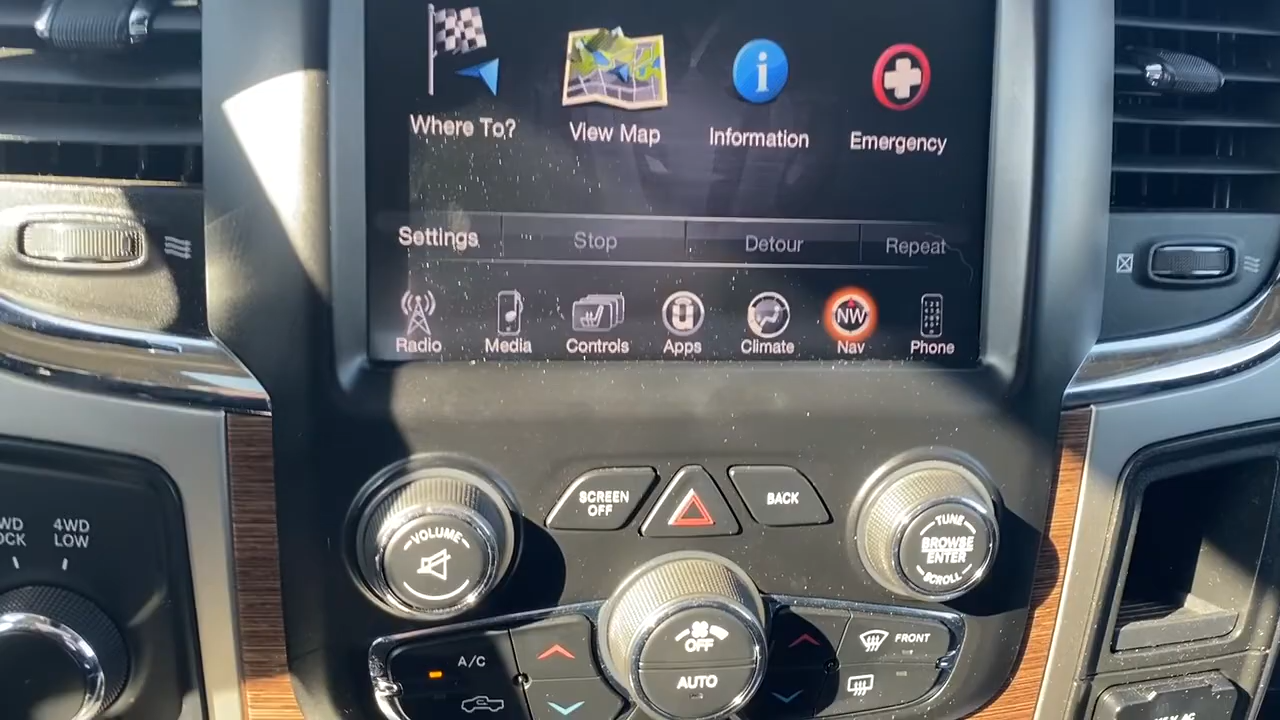 Where To?
View Map
Information
Emergency
Settings
Stop
Detour
Repeat
NW
Radio
Media
Controls
Apps
Climate
Nav
Phone
SCREEN
OFF
BACK
VOLUME
TUNE
BROWSE
ENTER
SCROLL
4WD
LOW
A/C
OFF
AUTO
FRONT